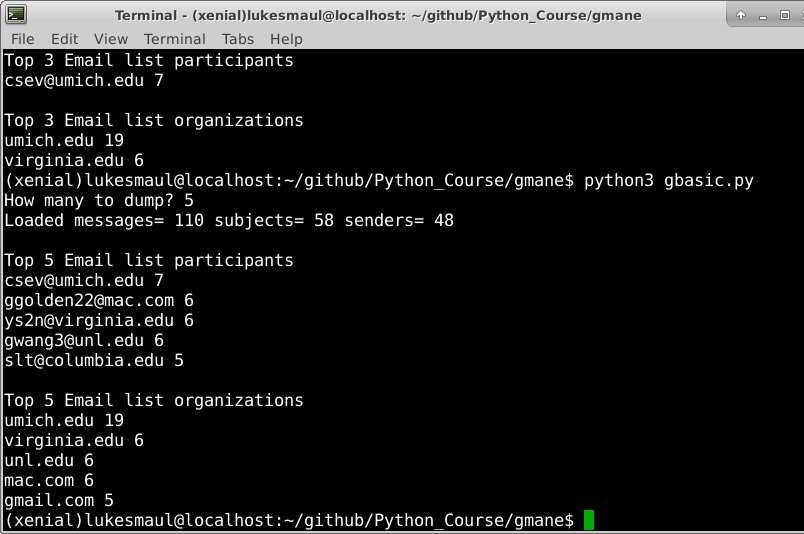 Terminal - (xenial)lukesmaul@localhost: ~/github/Python_Course/gmane
File Edit View Terminal Tabs Help
Top 3 Email list participants
csev@umich.edu 7

Top 3 Email list organizations
umich.edu 19
virginia.edu 6
(xenial)lukesmaul@localhost:~/github/Python_Course/gmane$ python3 gbasic.py
How many to dump? 5
Loaded messages= 110 subjects= 58 senders= 48

Top 5 Email list participants
csev@umich.edu 7
ggolden22@mac.com 6
ys2n@virginia.edu 6
gwang3@unl.edu 6
slt@columbia.edu 5

Top 5 Email list organizations
umich.edu 19
virginia.edu 6
unl.edu 6
mac.com 6
gmail.com 5
(xenial)lukesmaul@localhost:~/github/Python_Course/gmane$